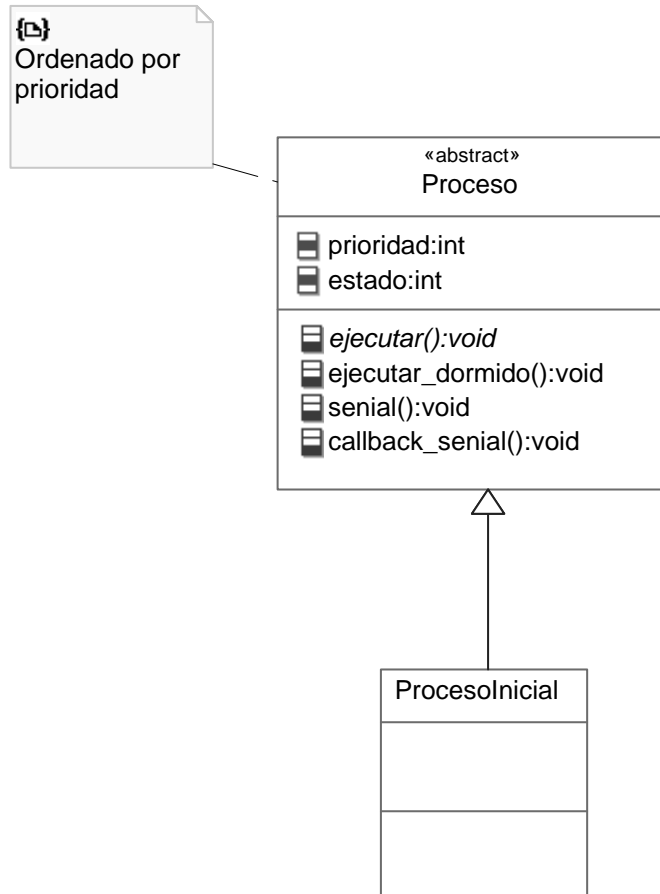 Ordenado por
prioridad
«abstract»
Proceso
prioridad:int
estado:int
ejecutar():void
ejecutar_dormido():void
senial():void
callback_senial():void
ProcesoInicial